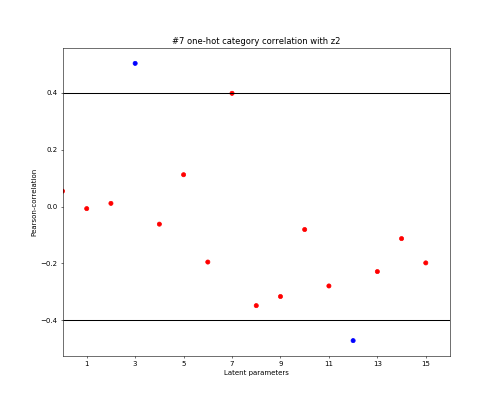 #7 one-hot category correlation with z2
0.4
0.2
0.0
−0.2
−0.4
Pearson-correlation
1 3 5 7 9 11 13 15
Latent parameters